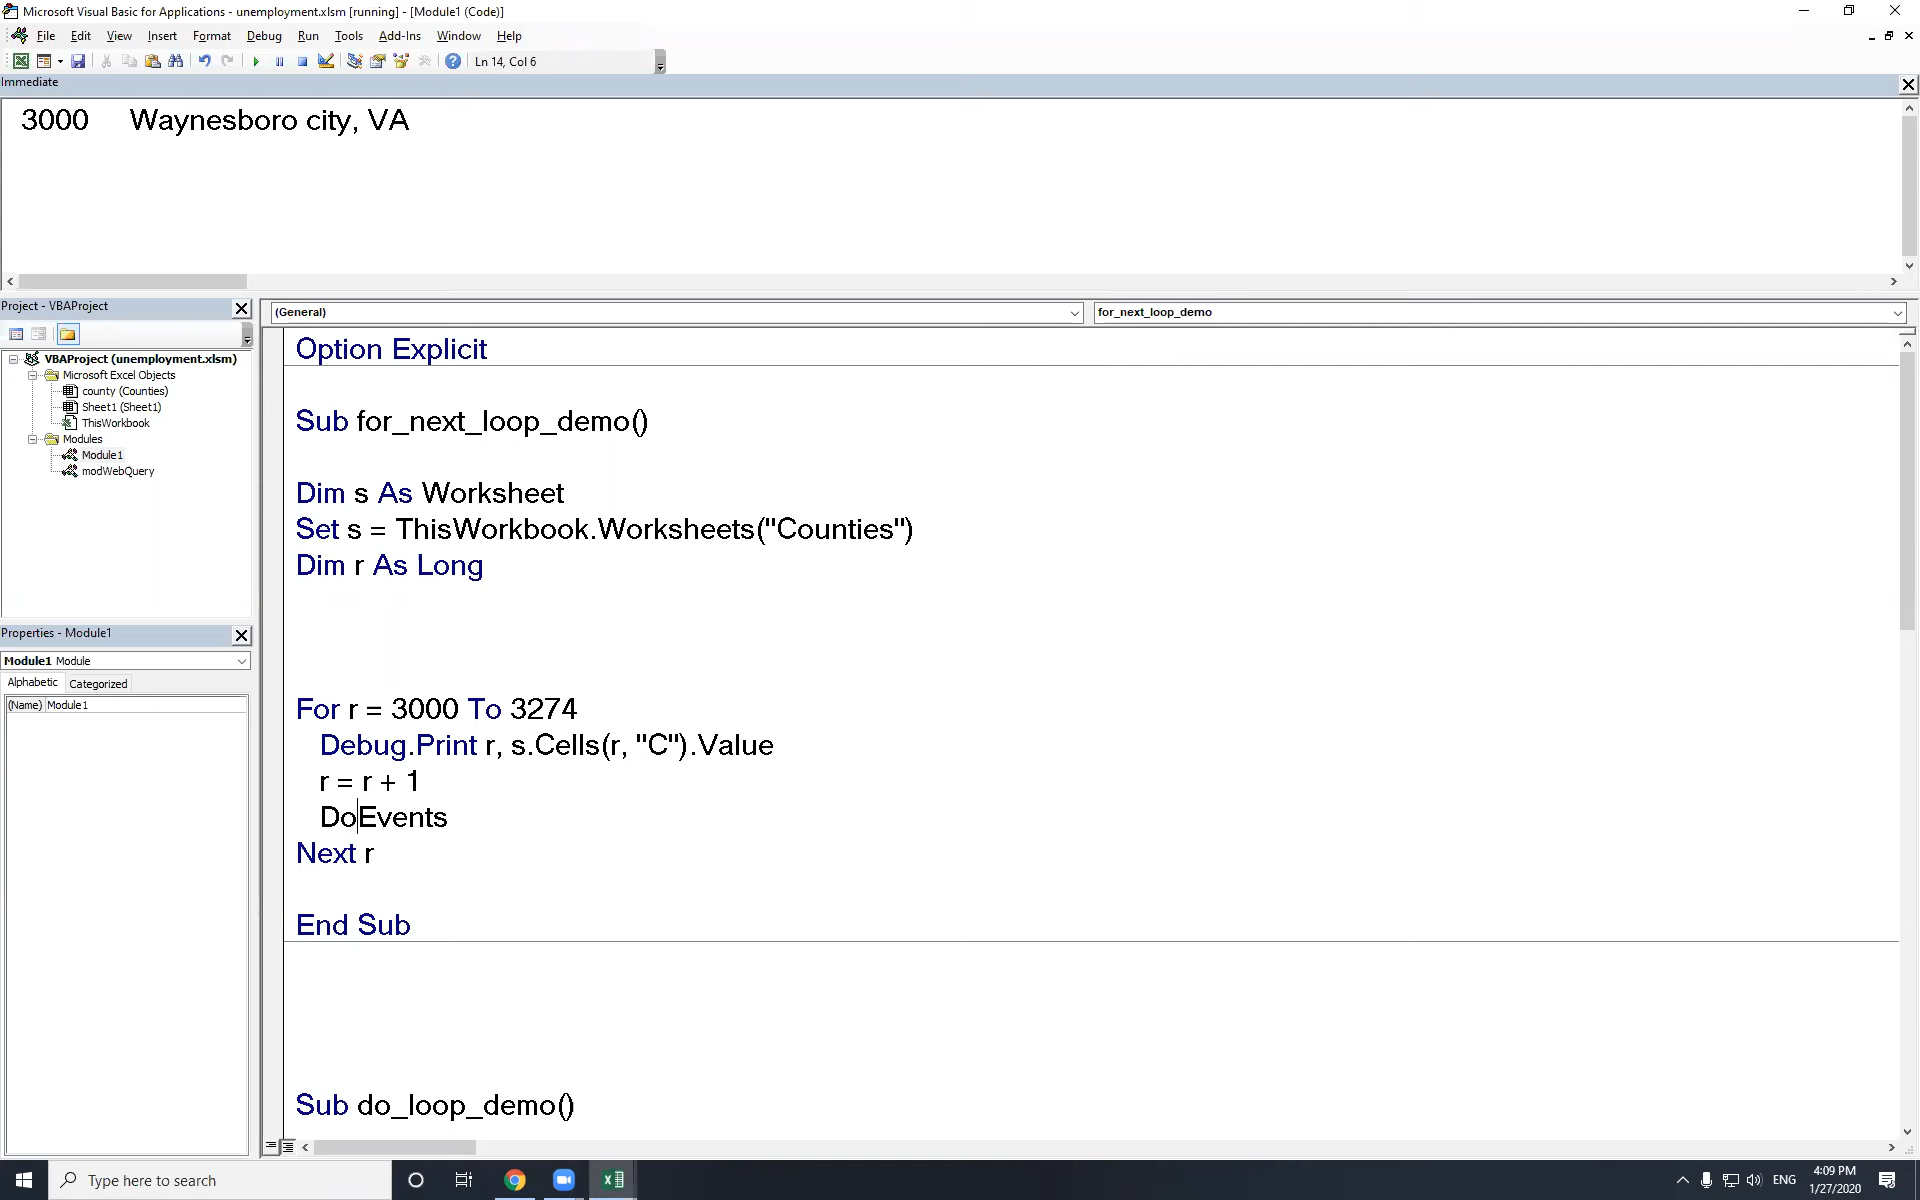 Microsoft Visual Basic for Applications - unemployment.xlsm [running] - [Module1 (Code)]
File Edit View Insert Format Debug Run Tools Add-Ins Window Help
Ln 14, Col 6
Immediate
3000 Waynesboro city, VA
Project - VBAProject
VBAProject (unemployment.xlsm)
Microsoft Excel Objects
county (Counties)
Sheet1 (Sheet1)
ThisWorkbook
Modules
Module1
modWebQuery
Properties - Module1
Module1 Module
Alphabetic Categorized
(Name) Module1
(General) for_next_loop_demo
Option Explicit
Sub for_next_loop_demo()
Dim s As Worksheet
Set s = ThisWorkbook.Worksheets("Counties")
Dim r As Long
For r = 3000 To 3274
Debug.Print r, s.Cells(r, "C").Value
r = r + 1
DoEvents
Next r
End Sub
Sub do_loop_demo()
Type here to search
ENG
4:09 PM
1/27/2020